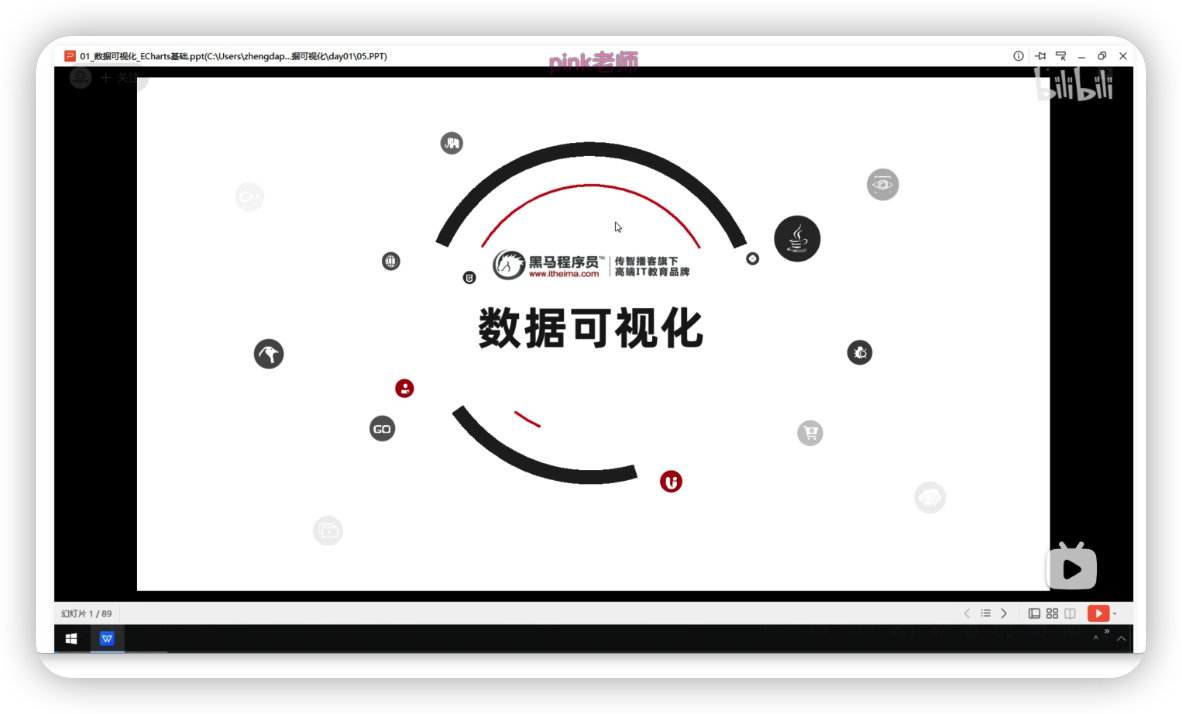 01_数据可视化_ECharts基础.ppt(C:\Users\zhengdap...据可视化\day01\05.PPT)
pink老师
+ 关注
bilibili
C++
黑马程序员™
www.itheima.com
传智播客旗下
高端IT教育品牌
数据可视化
GO
幻灯片 1 / 89